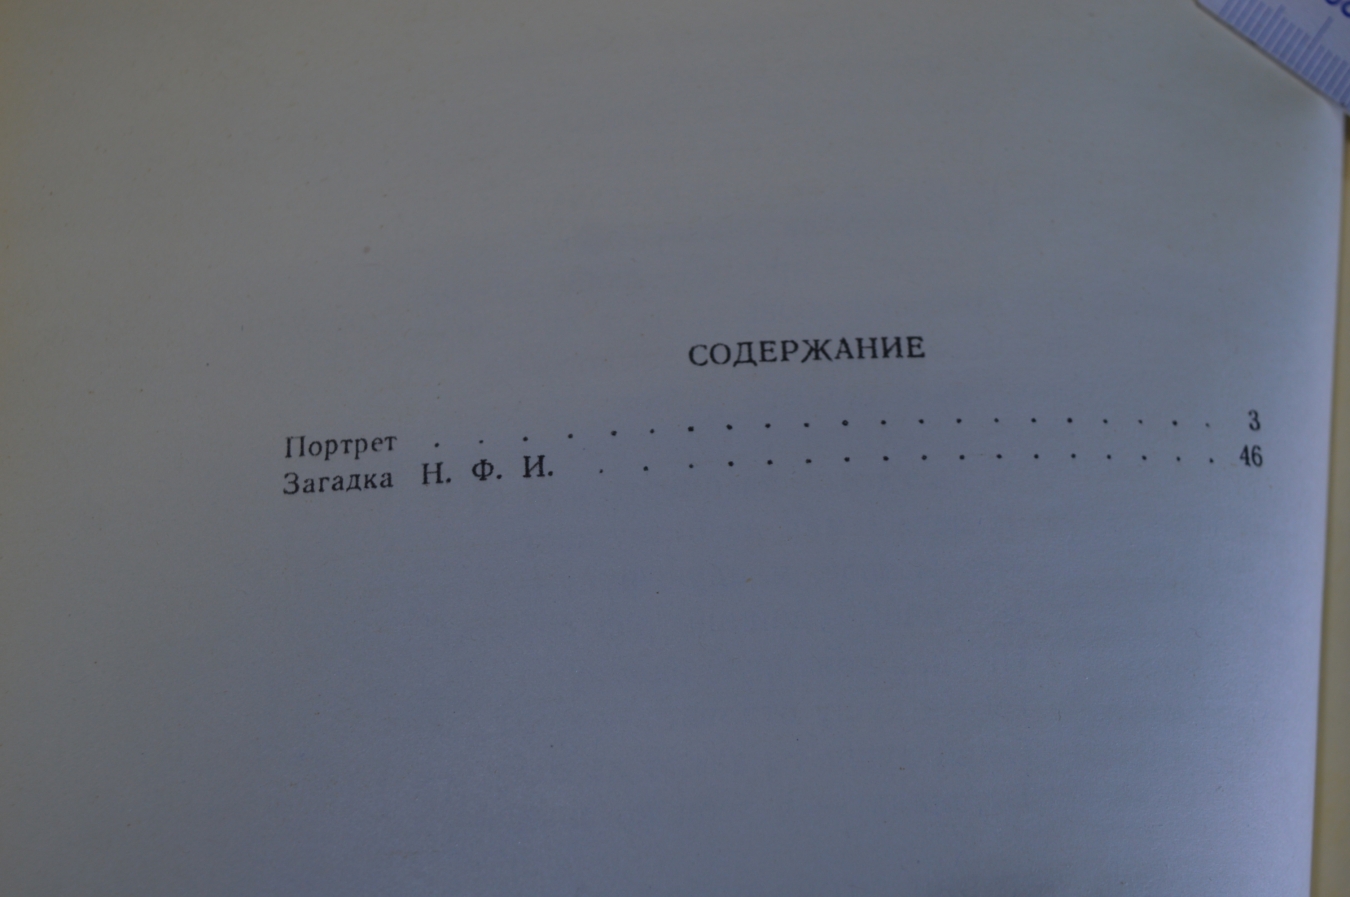 СОДЕРЖАНИЕ
Портрет . . . . . . . . . . . . . . . . . . . . . 3
Загадка Н. Ф. И. . . . . . . . . . . . . . . . . . 46